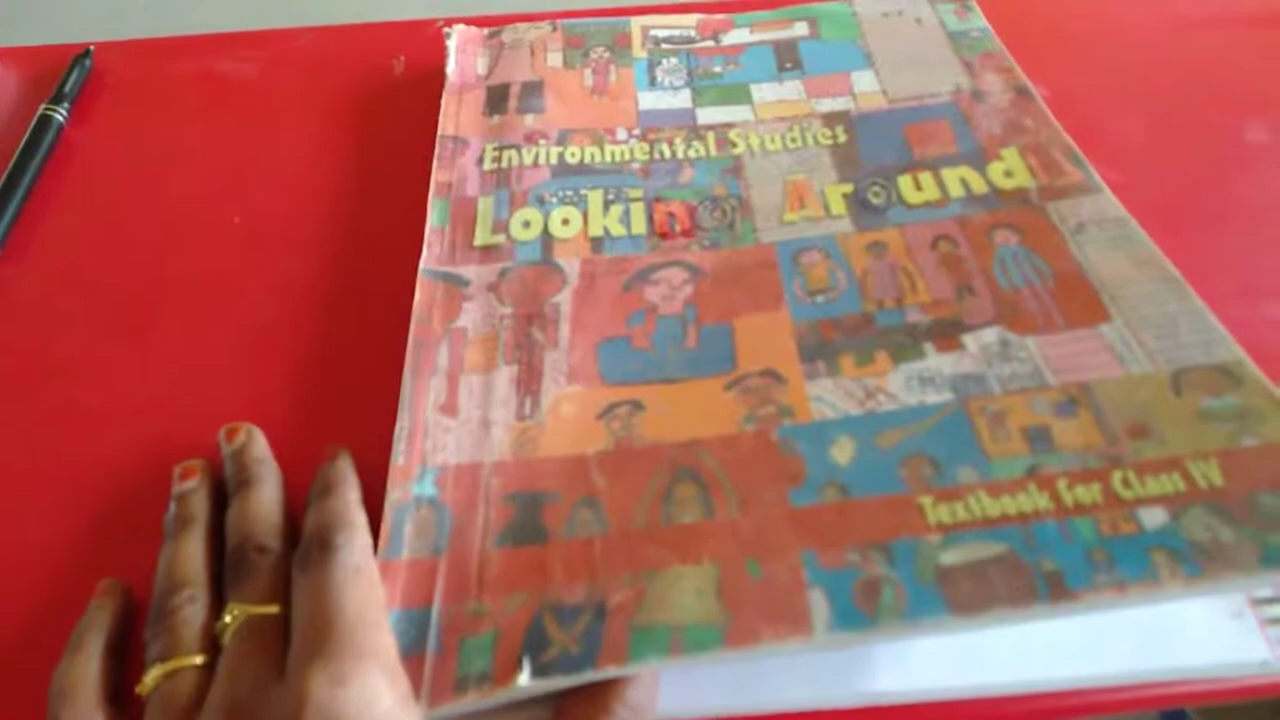 Environmental Studies
Looking Around
Textbook for Class IV